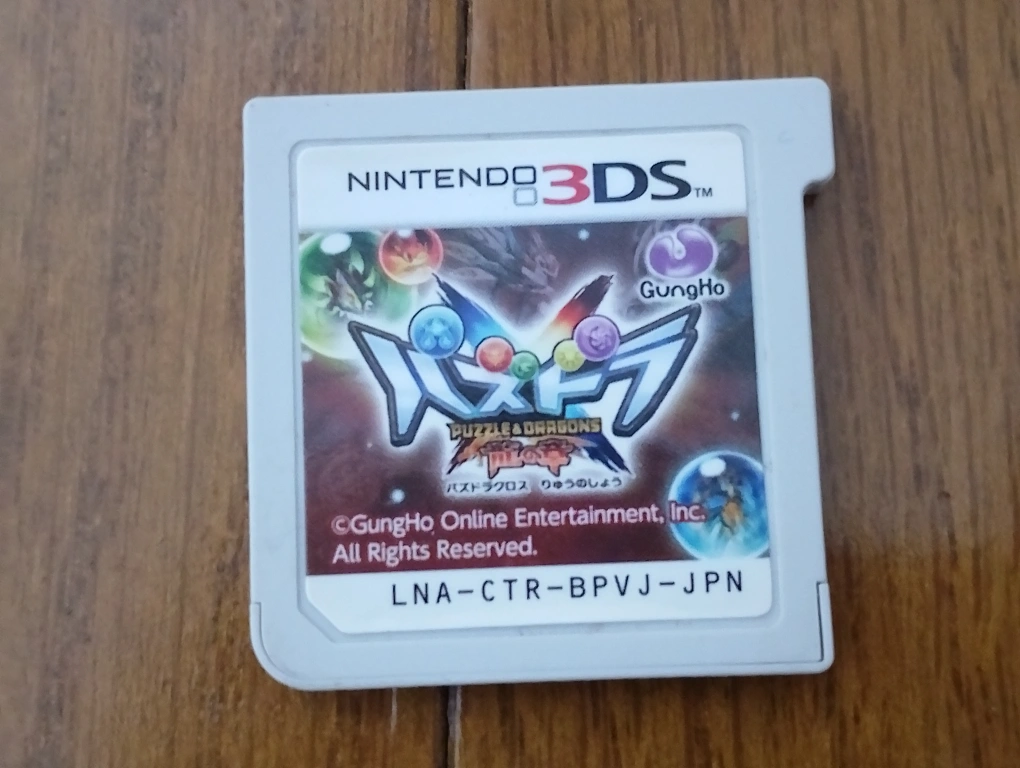 NINTENDO 3DS™
GungHo
パズドラ
PUZZLE & DRAGONS
龍の章
パズドラクロス りゅうのしょう
©GungHo Online Entertainment, Inc.
All Rights Reserved.
LNA-CTR-BPVJ-JPN